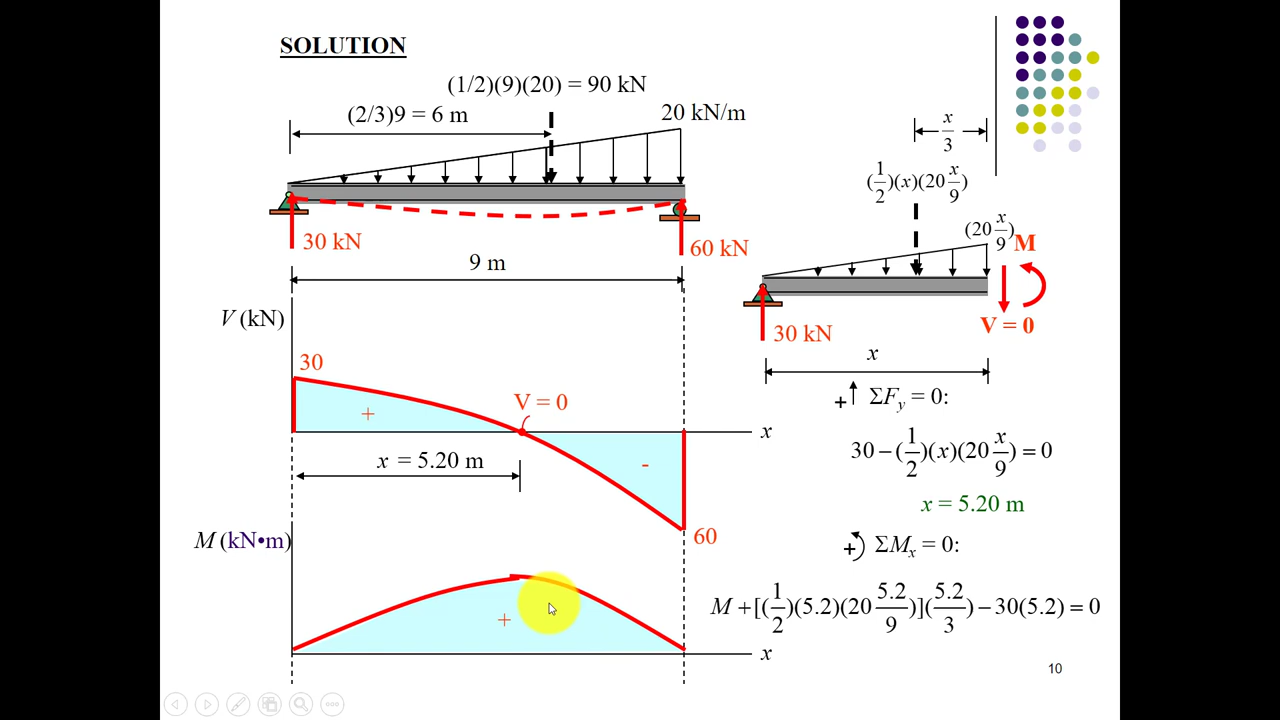 SOLUTION
(1/2)(9)(20) = 90 kN
(2/3)9 = 6 m
20 kN/m
30 kN
60 kN
9 m
x/3
(1/2)(x)(20 x/9)
(20 x/9)
M
V = 0
30 kN
x
V (kN)
30
+
V = 0
x
x = 5.20 m
-
60
+ ΣFy = 0:
30 − (1/2)(x)(20 x/9) = 0
x = 5.20 m
M (kN•m)
+
x
+ ΣMx = 0:
M + [(1/2)(5.2)(20 5.2/9)](5.2/3) − 30(5.2) = 0
10